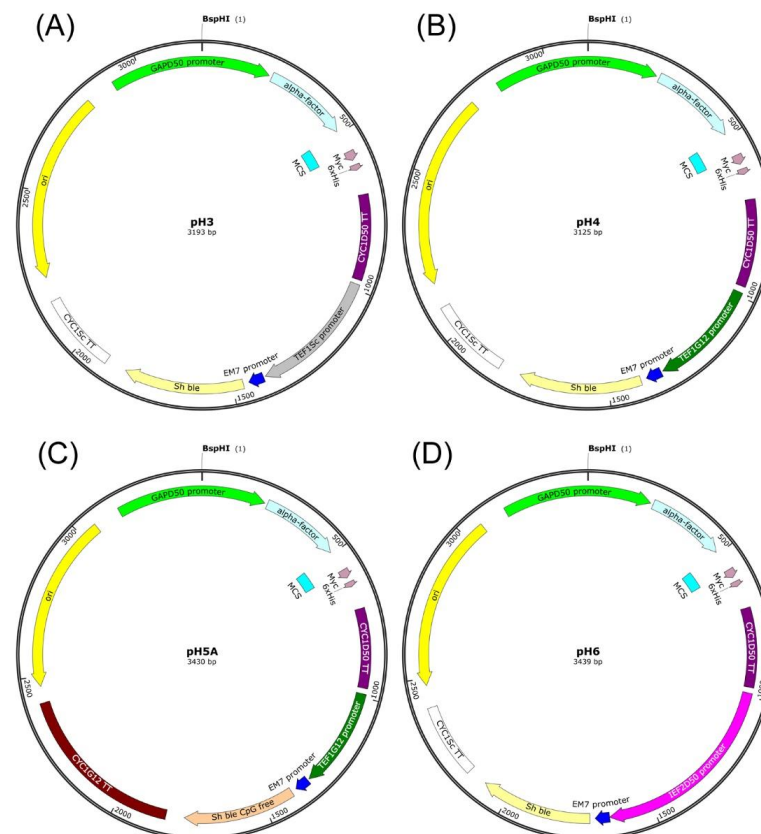 (A)
BspHI (1)
GAPD50 promoter
alpha-factor
500
Myc
6xHis
MCS
CYC1D50 TT
1000
TEF1Sc promoter
EM7 promoter
1500
Sh ble
CYC1Sc TT
2000
ori
2500
3000
pH3
3193 bp
(B)
BspHI (1)
GAPD50 promoter
alpha-factor
500
Myc
6xHis
MCS
CYC1D50 TT
1000
TEF1G12 promoter
EM7 promoter
1500
Sh ble
CYC1Sc TT
2000
ori
2500
3000
pH4
3125 bp
(C)
BspHI (1)
GAPD50 promoter
alpha-factor
500
Myc
6xHis
MCS
CYC1D50 TT
1000
TEF1G12 promoter
EM7 promoter
1500
Sh ble CpG free
CYC1G12 TT
2000
ori
2500
3000
pH5A
3430 bp
(D)
BspHI (1)
GAPD50 promoter
alpha-factor
500
Myc
6xHis
MCS
CYC1D50 TT
IEF2D50 promoter
EM7 promoter
1500
Sh ble
2000
CYC1Sc TT
ori
2500
3000
pH6
3439 bp